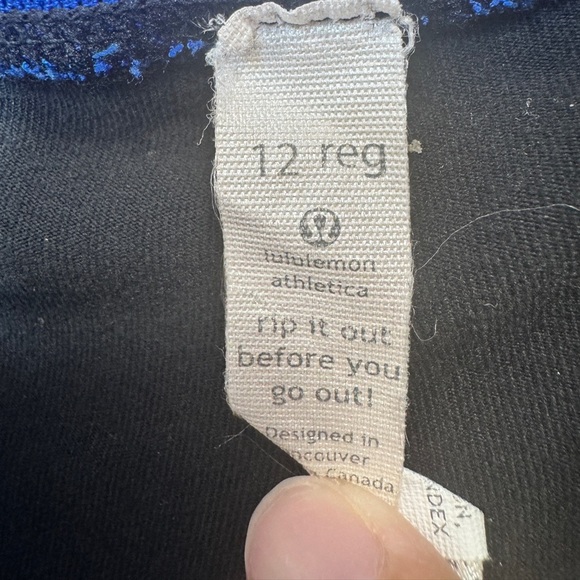 12 reg
lululemon
athletica
rip it out
before you
go out!
Designed in
Canada